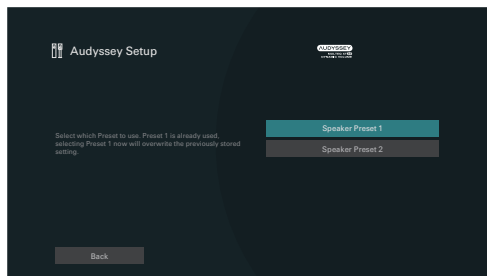 Audyssey Setup
AUDYSSEY
Select which Preset to use. Preset 1 is already used,
selecting Preset 1 now will overwrite the previously stored
setting.
Speaker Preset 1
Speaker Preset 2
Back